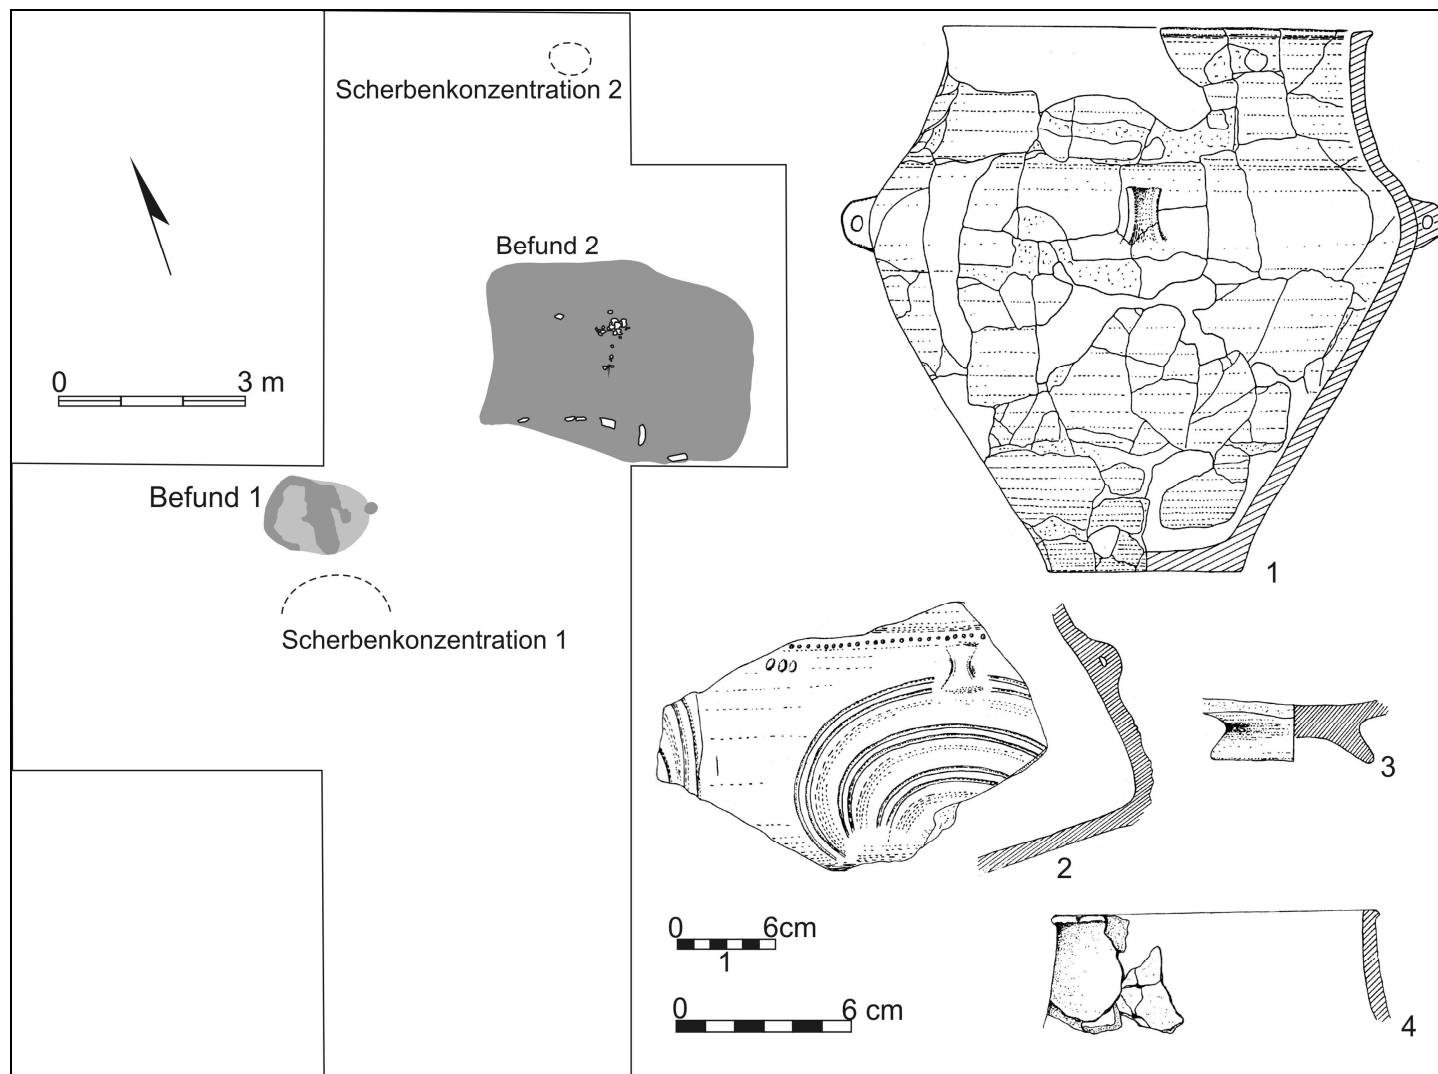 Scherbenkonzentration 2
Befund 2
0 3 m
Befund 1
Scherbenkonzentration 1
1
2
3
0 6cm
1
0 6 cm
4